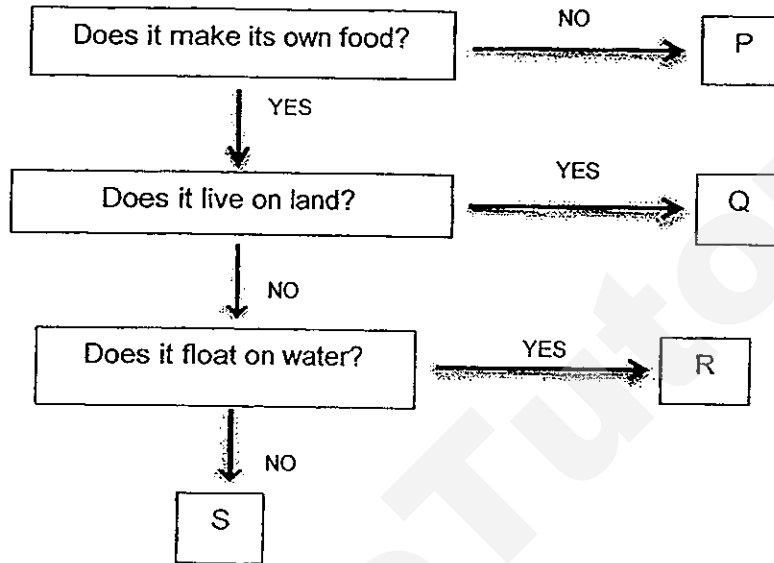 Does it make its own food?
NO
P
YES
Does it live on land?
YES
Q
NO
Does it float on water?
YES
R
NO
S
Tutor